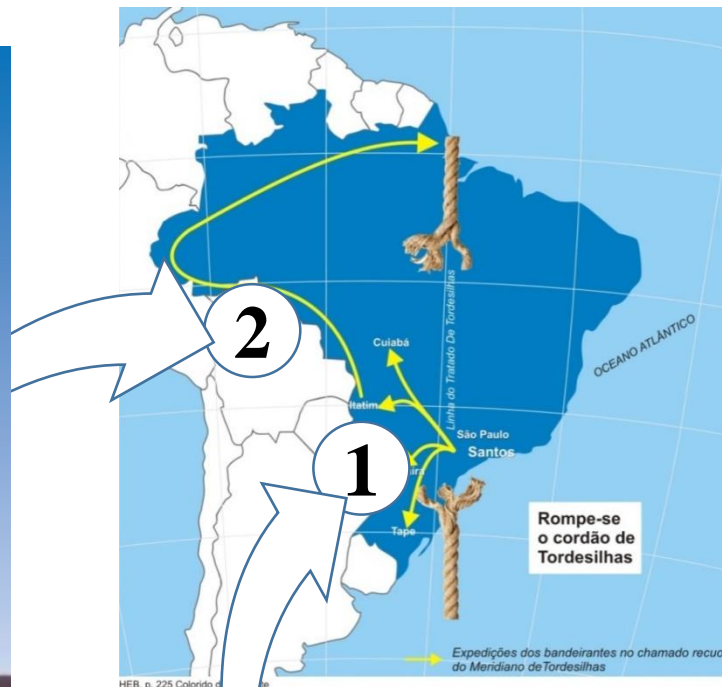 2
Cuiabá
OCEANO ATLÂNTICO
Linha do Tratado De Tordesilhas
Itatim
São Paulo
Santos
1
Tape
Rompe-se
o cordão de
Tordesilhas
Expedições dos bandeirantes no chamado
do Meridiano deTordesilhas
HEB. p. 225 Colorido